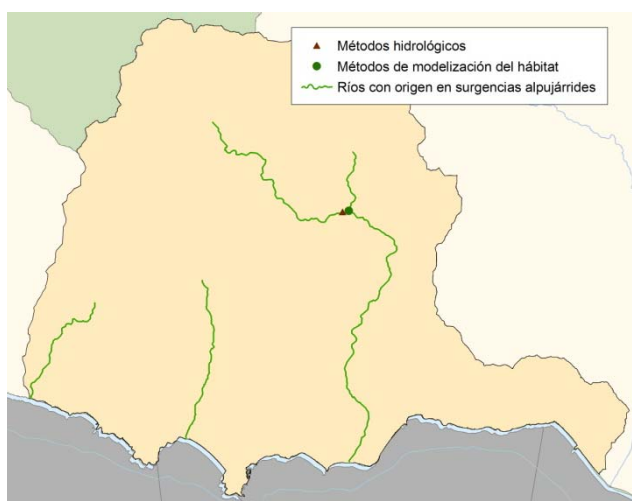 Métodos hidrológicos
Métodos de modelización del hábitat
Ríos con origen en surgencias alpujárrides